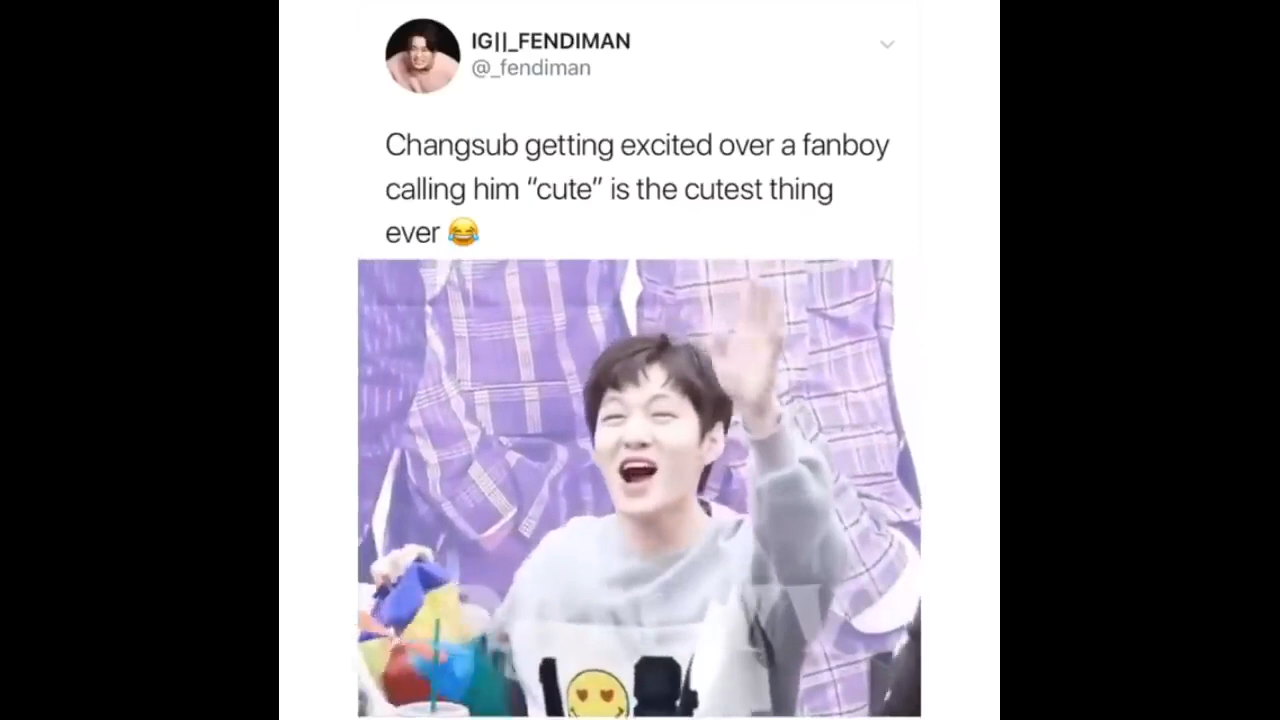 IG||_FENDIMAN
@_fendiman
Changsub getting excited over a fanboy
calling him "cute" is the cutest thing
ever 😂